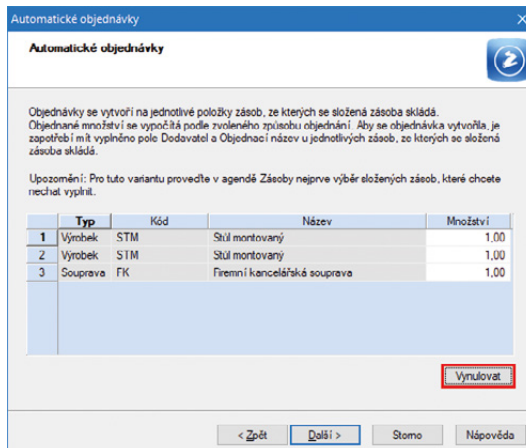 Automatické objednávky
Automatické objednávky
Objednávky se vytvoří na jednotlivé položky zásob, ze kterých se složená zásoba skládá.
Objednané množství se vypočítá podle zvoleného způsobu objednání. Aby se objednávka vytvořila, je
zapotřebí mít vyplněno pole Dodavatel a Objednací název u jednotlivých zásob, ze kterých se složená
zásoba skládá.
Upozornění: Pro tuto variantu proveďte v agendě Zásoby nejprve výběr složených zásob, které chcete
nechat vyplnit.
Typ Kód Název Množství
1 Výrobek STM Stůl montovaný 1,00
2 Výrobek STM Stůl montovaný 1,00
3 Souprava FK Firemní kancelářská souprava 1,00
Vynulovat
< Zpět Další > Storno Nápověda